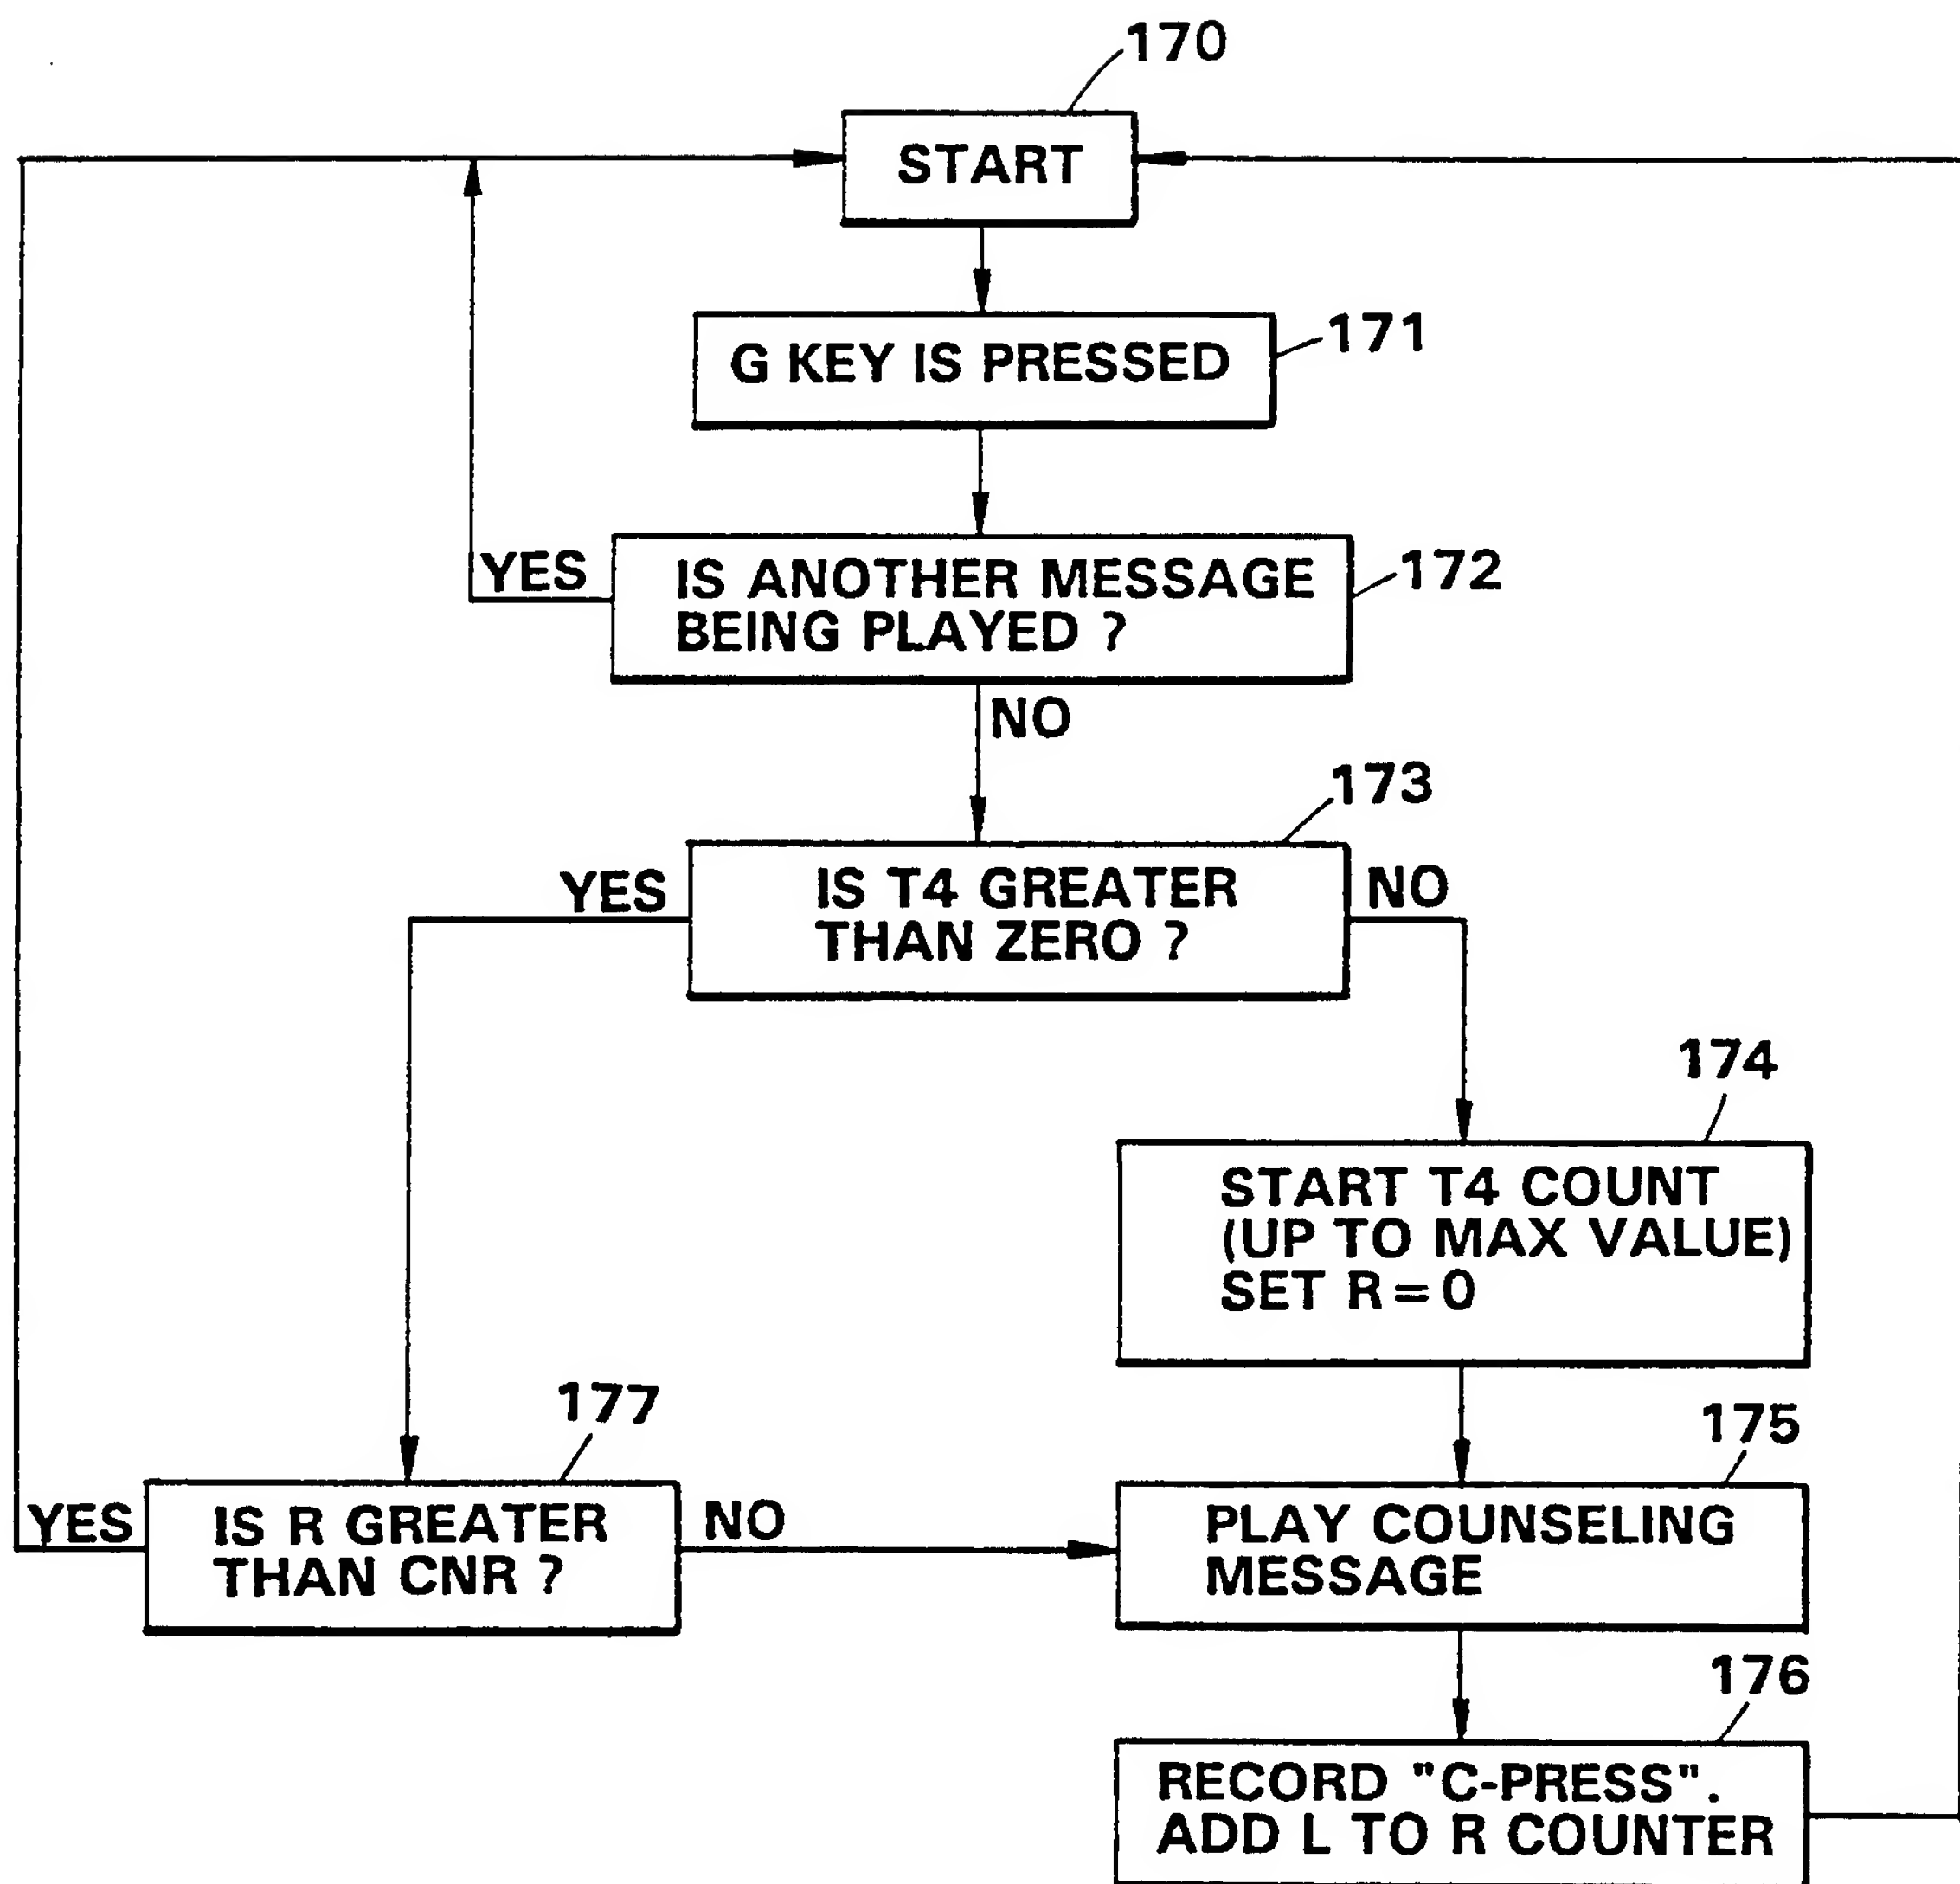 170
START
G KEY IS PRESSED
171
YES
IS ANOTHER MESSAGE
BEING PLAYED ?
172
NO
173
YES
IS T4 GREATER
THAN ZERO ?
NO
174
START T4 COUNT
(UP TO MAX VALUE)
SET R = 0
177
175
YES
IS R GREATER
THAN CNR ?
NO
PLAY COUNSELING
MESSAGE
176
RECORD "C-PRESS".
ADD L TO R COUNTER